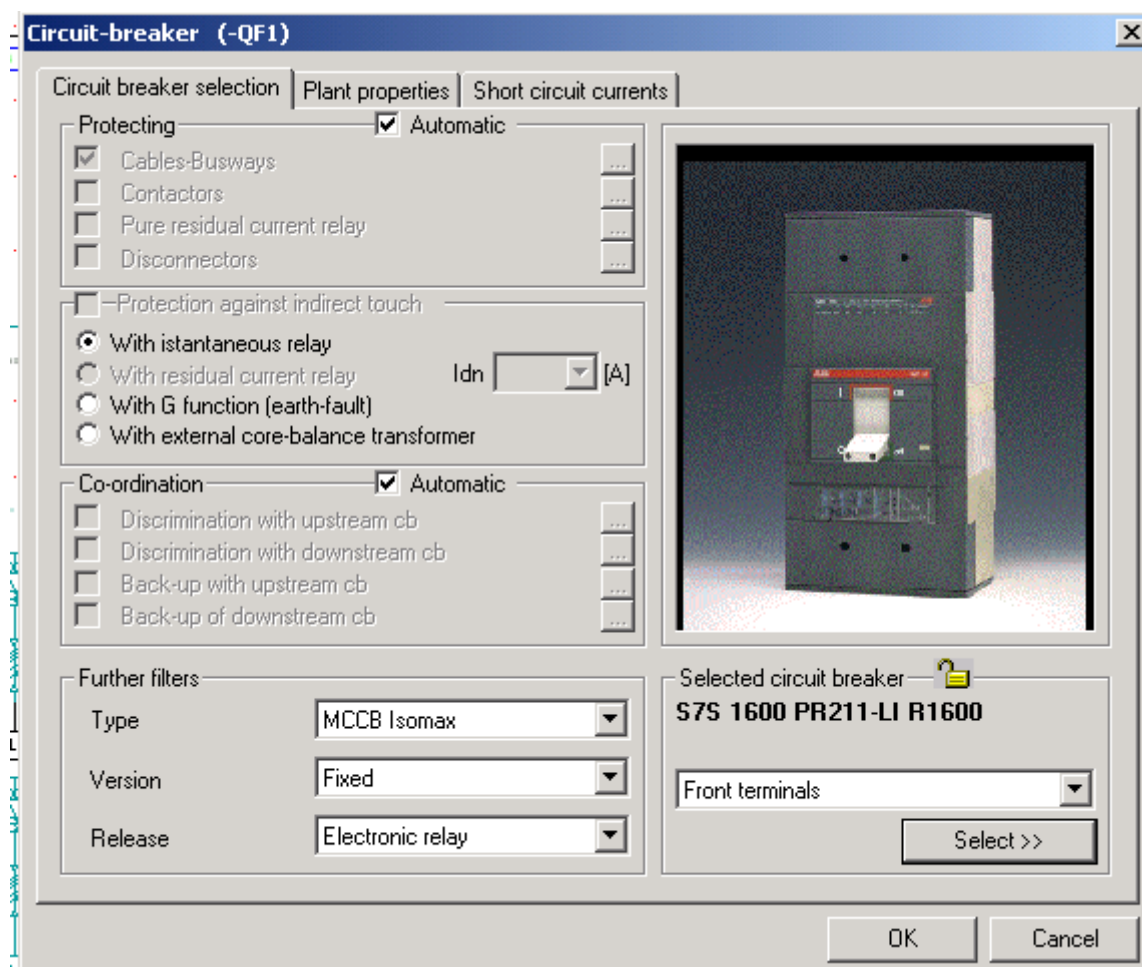 Circuit-breaker (-QF1)
Circuit breaker selection Plant properties Short circuit currents
Protecting Automatic
Cables-Busways ...
Contactors ...
Pure residual current relay ...
Disconnectors ...
Protection against indirect touch
With istantaneous relay
With residual current relay Idn [A]
With G function (earth-fault)
With external core-balance transformer
Co-ordination Automatic
Discrimination with upstream cb ...
Discrimination with downstream cb ...
Back-up with upstream cb ...
Back-up of downstream cb ...
ABB
Further filters
Type MCCB Isomax
Version Fixed
Release Electronic relay
Selected circuit breaker
S7S 1600 PR211-LI R1600
Front terminals
Select >>
OK Cancel